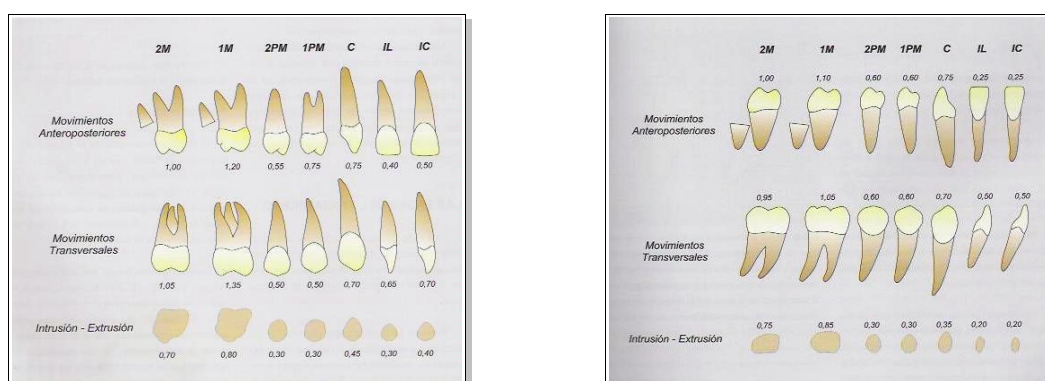 2M 1M 2PM 1PM C IL IC
Movimientos
Anteroposteriores
1,00 1,20 0,55 0,75 0,75 0,40 0,50
Movimientos
Transversales
1,05 1,35 0,50 0,50 0,70 0,65 0,70
Intrusión - Extrusión
0,70 0,80 0,30 0,30 0,45 0,30 0,40
2M 1M 2PM 1PM C IL IC
1,00 1,10 0,60 0,60 0,75 0,25 0,25
Movimientos
Anteroposteriores
0,95 1,05 0,60 0,60 0,70 0,50 0,50
Movimientos
Transversales
0,75 0,85 0,30 0,30 0,35 0,20 0,20
Intrusión - Extrusión